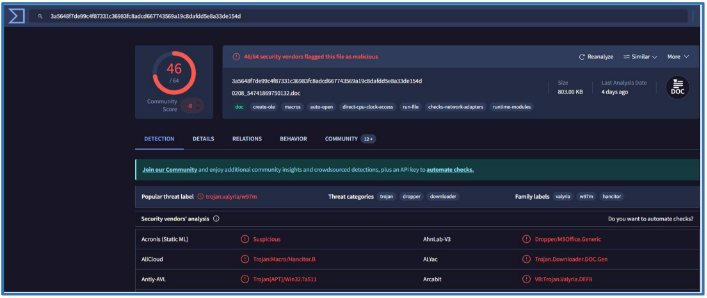 3a5648f7de99c4f87331c36983fc8adcd667743569a19c8dafdd5e8a33de154d
46
/ 64
Community
Score
-8
46/64 security vendors flagged this file as malicious
Reanalyze
Similar
More
3a5648f7de99c4f87331c36983fc8adcd667743569a19c8dafdd5e8a33de154d
0208_54741869750132.doc
doc create-ole macros auto-open direct-cpu-clock-access run-file checks-network-adapters runtime-modules
Size
803.00 KB
Last Analysis Date
4 days ago
DOC
DETECTION DETAILS RELATIONS BEHAVIOR COMMUNITY 12+
Join our Community and enjoy additional community insights and crowdsourced detections, plus an API key to automate checks.
Popular threat label trojan.valyria/w97m Threat categories trojan dropper downloader Family labels valyria w97m hancitor
Security vendors' analysis Do you want to automate checks?
Acronis (Static ML) Suspicious AhnLab-V3 Dropper/MSOffice.Generic
AliCloud Trojan:Macro/Hancitor.R ALYac Trojan.Downloader.DOC.Gen
Antiy-AVL Trojan[APT]/Win32.Ta511 Arcabit